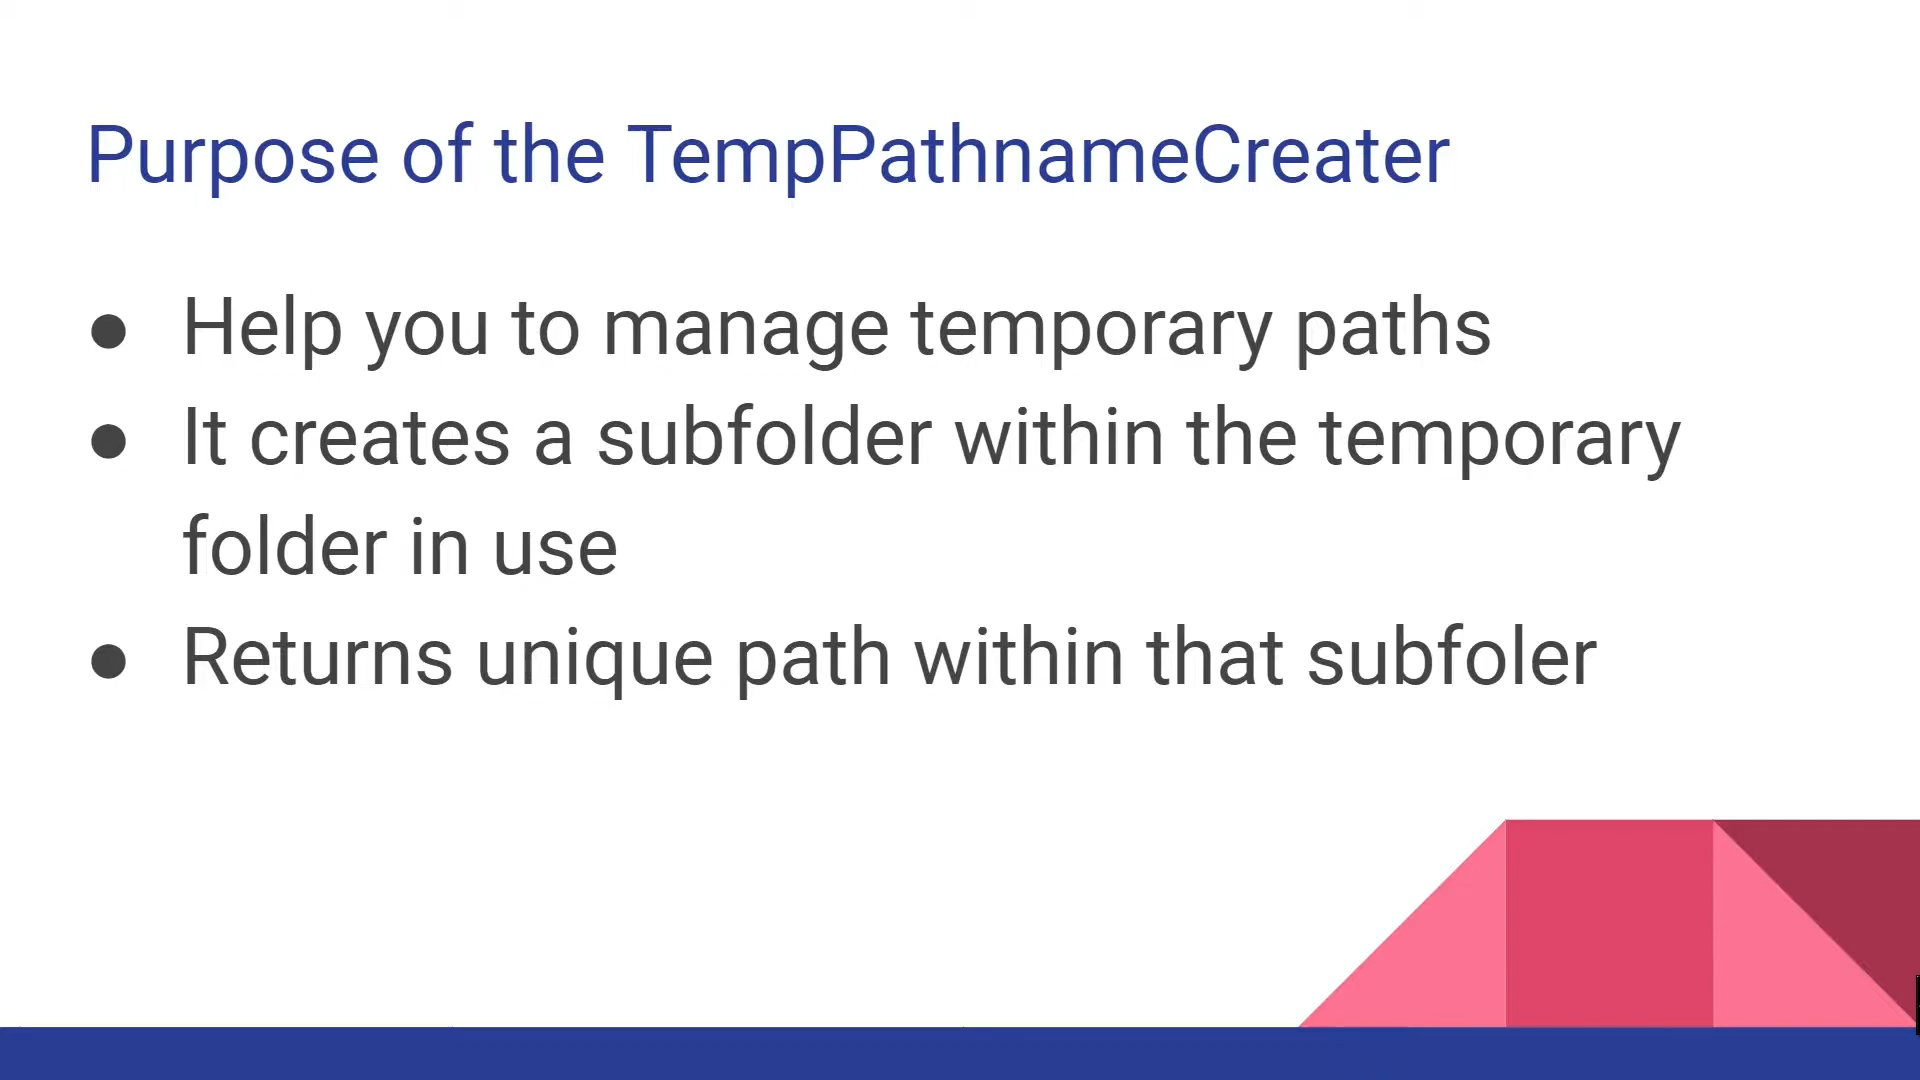 Purpose of the TempPathnameCreater
● Help you to manage temporary paths
● It creates a subfolder within the temporary
folder in use
● Returns unique path within that subfoler